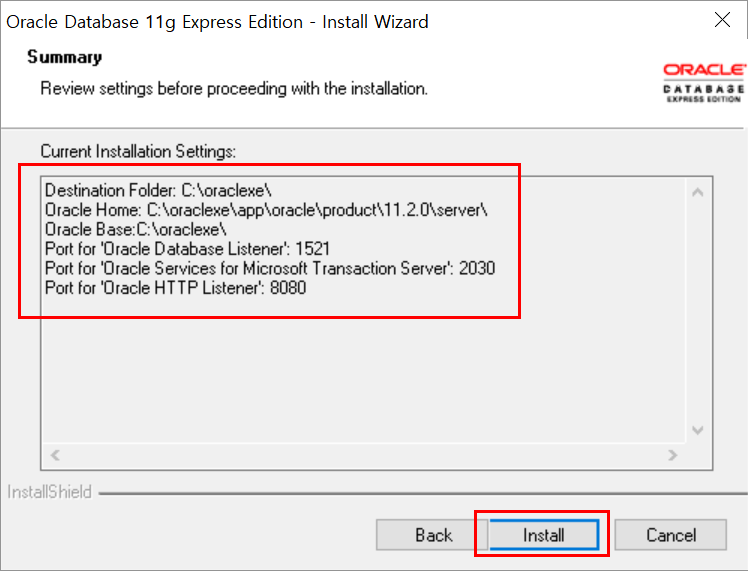 Oracle Database 11g Express Edition - Install Wizard
Summary
Review settings before proceeding with the installation.
ORACLE
DATABASE
EXPRESS EDITION
Current Installation Settings:
Destination Folder: C:\oraclexe\
Oracle Home: C:\oraclexe\app\oracle\product\11.2.0\server\
Oracle Base:C:\oraclexe\
Port for 'Oracle Database Listener': 1521
Port for 'Oracle Services for Microsoft Transaction Server': 2030
Port for 'Oracle HTTP Listener': 8080
InstallShield
Back
Install
Cancel